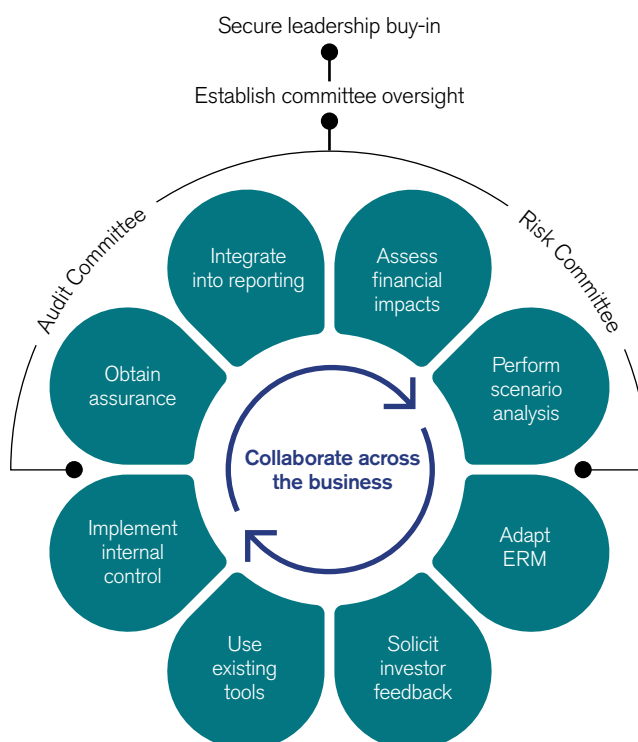 Secure leadership buy-in
Establish committee oversight
Audit Committee
Risk Committee
Integrate
into reporting
Assess
financial
impacts
Obtain
assurance
Perform
scenario
analysis
Collaborate across
the business
Implement
internal
control
Adapt
ERM
Use
existing
tools
Solicit
investor
feedback